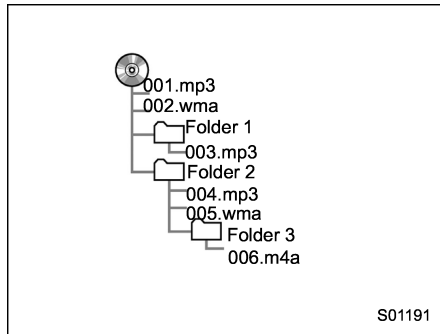 001.mp3
002.wma
Folder 1
003.mp3
Folder 2
004.mp3
005.wma
Folder 3
006.m4a
S01191